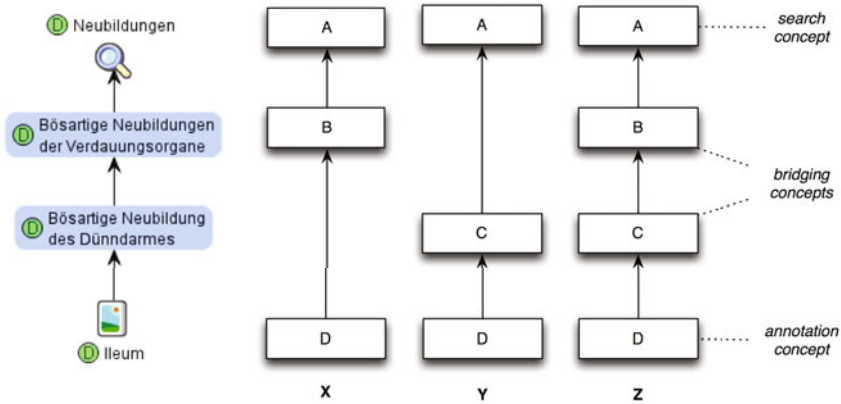 D Neubildungen
D Bösartige Neubildungen
der Verdauungsorgane
D Bösartige Neubildung
des Dünndarmes
D Ileum
A
B
D
X
A
C
D
Y
A
B
C
D
Z
search
concept
bridging
concepts
annotation
concept